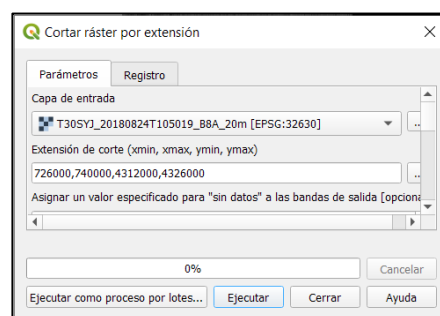 Cortar ráster por extensión
Parámetros
Registro
Capa de entrada
T30SYJ_20180824T105019_B8A_20m [EPSG:32630]
...
Extensión de corte (xmin, xmax, ymin, ymax)
726000,740000,4312000,4326000
...
Asignar un valor especificado para "sin datos" a las bandas de salida [opciona
0%
Cancelar
Ejecutar como proceso por lotes...
Ejecutar
Cerrar
Ayuda